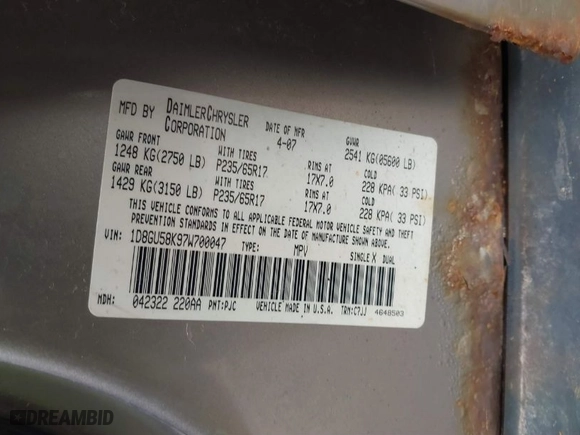 MFD BY DAIMLERCHRYSLER CORPORATION DATE OF MFR 4-07 GVWR 2541 KG(05600 LB)
GAWR FRONT WITH TIRES RIMS AT COLD
1248 KG(2750 LB) P235/65R17 17X7.0 228 KPA( 33 PSI)
GAWR REAR WITH TIRES RIMS AT COLD
1429 KG(3150 LB) P235/65R17 17X7.0 228 KPA( 33 PSI)
THIS VEHICLE CONFORMS TO ALL APPLICABLE FEDERAL MOTOR VEHICLE SAFETY AND THEFT
PREVENTION STANDARDS IN EFFECT ON THE DATE OF MANUFACTURE SHOWN ABOVE.
VIN: 1D8GU58K97W700047 TYPE: MPV SINGLE X DUAL
MDH: 042322 220AA PNT:PJC VEHICLE MADE IN U.S.A. TRM:C7JJ 4648503
DREAMBID